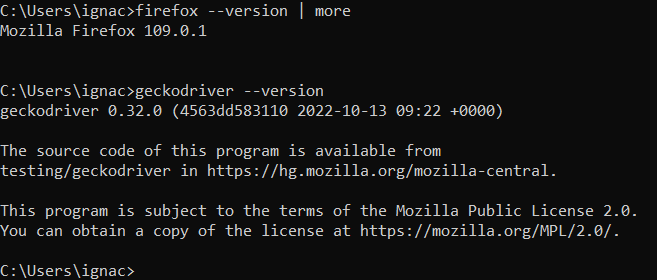 C:\Users\ignac>firefox --version | more
Mozilla Firefox 109.0.1
C:\Users\ignac>geckodriver --version
geckodriver 0.32.0 (4563dd583110 2022-10-13 09:22 +0000)
The source code of this program is available from
testing/geckodriver in https://hg.mozilla.org/mozilla-central.
This program is subject to the terms of the Mozilla Public License 2.0.
You can obtain a copy of the license at https://mozilla.org/MPL/2.0/.
C:\Users\ignac>